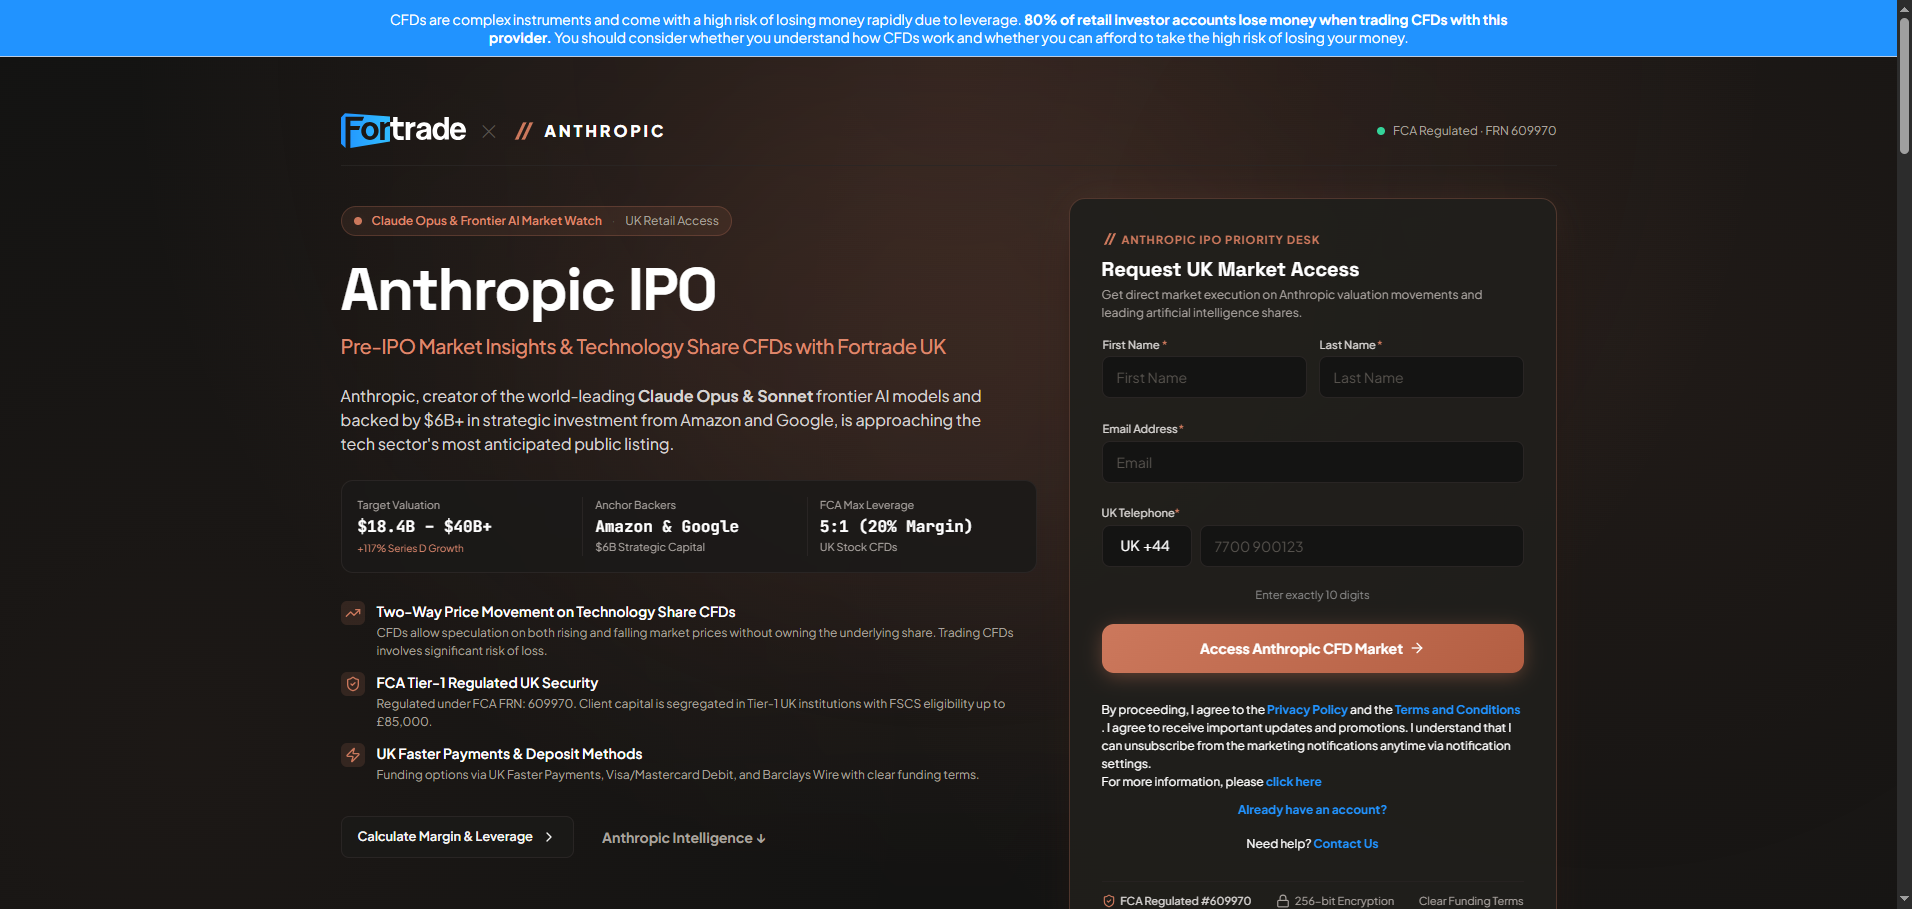 CFDs are complex instruments and come with a high risk of losing money rapidly due to leverage. 80% of retail investor accounts lose money when trading CFDs with this
provider. You should consider whether you understand how CFDs work and whether you can afford to take the high risk of losing your money.
Fortrade × // ANTHROPIC
FCA Regulated · FRN 609970
Claude Opus & Frontier AI Market Watch · UK Retail Access
Anthropic IPO
Pre-IPO Market Insights & Technology Share CFDs with Fortrade UK
Anthropic, creator of the world-leading Claude Opus & Sonnet frontier AI models and
backed by $6B+ in strategic investment from Amazon and Google, is approaching the
tech sector's most anticipated public listing.
Target Valuation
$18.4B – $40B+
+117% Series D Growth
Anchor Backers
Amazon & Google
$6B Strategic Capital
FCA Max Leverage
5:1 (20% Margin)
UK Stock CFDs
Two-Way Price Movement on Technology Share CFDs
CFDs allow speculation on both rising and falling market prices without owning the underlying share. Trading CFDs
involves significant risk of loss.
FCA Tier-1 Regulated UK Security
Regulated under FCA FRN: 609970. Client capital is segregated in Tier-1 UK institutions with FSCS eligibility up to
£85,000.
UK Faster Payments & Deposit Methods
Funding options via UK Faster Payments, Visa/Mastercard Debit, and Barclays Wire with clear funding terms.
Calculate Margin & Leverage >
Anthropic Intelligence ↓
// ANTHROPIC IPO PRIORITY DESK
Request UK Market Access
Get direct market execution on Anthropic valuation movements and
leading artificial intelligence shares.
First Name *
Last Name *
First Name
Last Name
Email Address *
Email
UK Telephone *
UK +44
7700 900123
Enter exactly 10 digits
Access Anthropic CFD Market →
By proceeding, I agree to the Privacy Policy and the Terms and Conditions
. I agree to receive important updates and promotions. I understand that I
can unsubscribe from the marketing notifications anytime via notification
settings.
For more information, please click here
Already have an account?
Need help? Contact Us
FCA Regulated #609970
256-bit Encryption
Clear Funding Terms